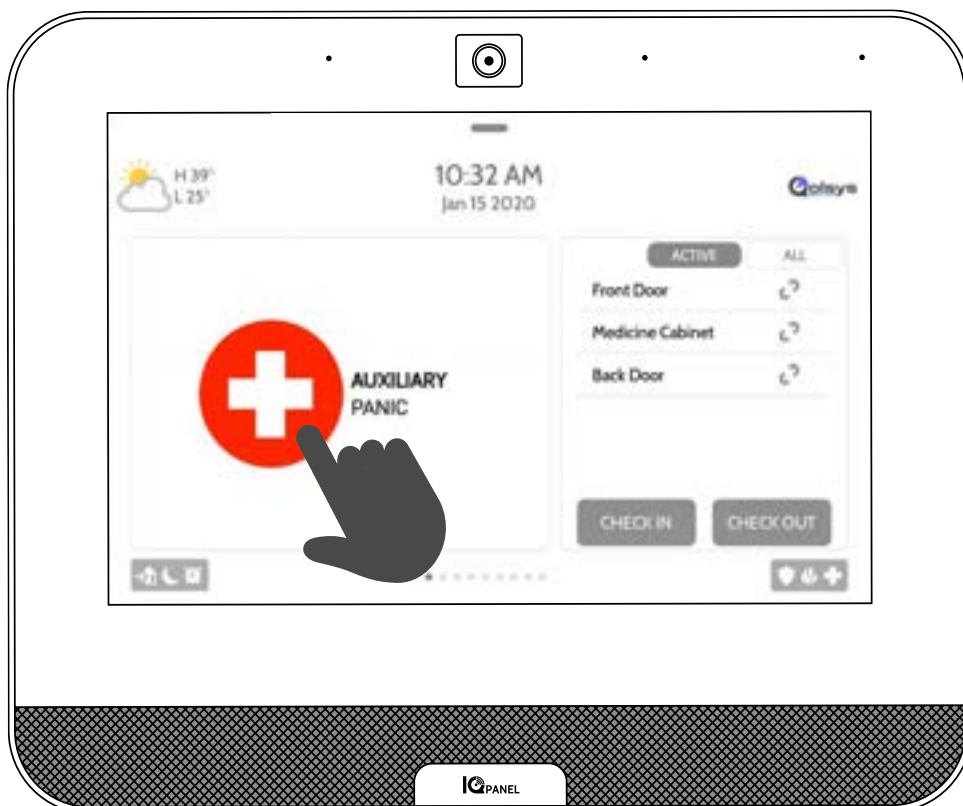 H 39°
L 25°
10:32 AM
Jan 15 2020
Qolsys
ACTIVE
ALL
Front Door
Medicine Cabinet
Back Door
AUXILIARY
PANIC
CHECK IN
CHECK OUT
IQ PANEL